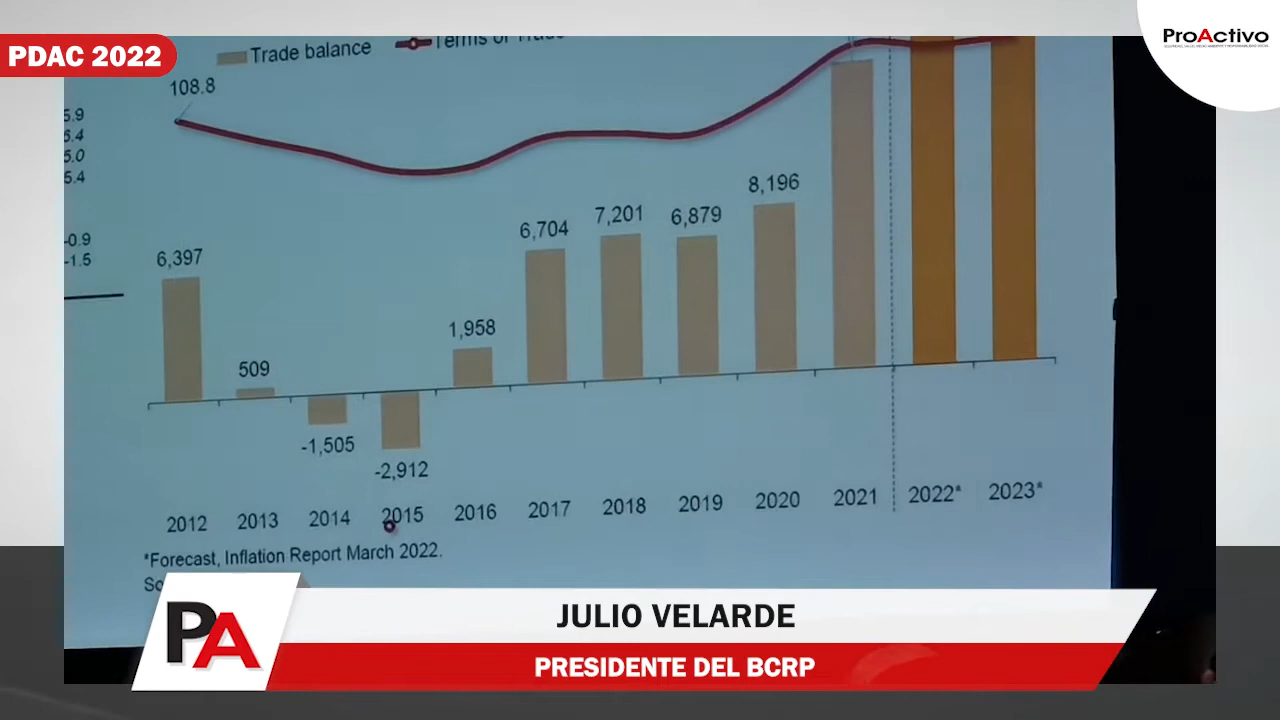 PDAC 2022
ProActivo
Trade balance
Terms of Trade
108.8
5.9
5.4
5.0
5.4
-0.9
-1.5
6,397
509
-1,505
-2,912
1,958
6,704
7,201
6,879
8,196
2012 2013 2014 2015 2016 2017 2018 2019 2020 2021 2022* 2023*
*Forecast, Inflation Report March 2022.
PA
JULIO VELARDE
PRESIDENTE DEL BCRP